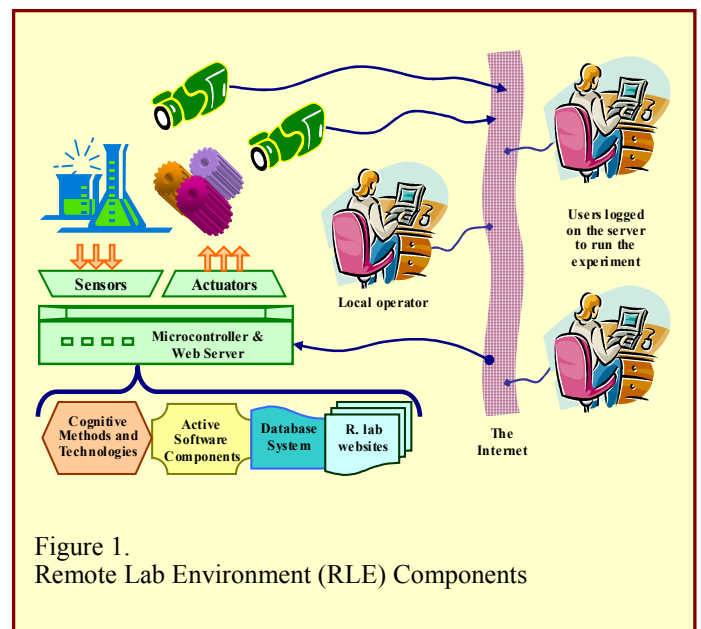 Users logged
on the server
to run the
experiment
Sensors
Actuators
Local operator
Microcontroller &
Web Server
Cognitive
Methods and
Technologies
Active
Software
Components
Database
System
R. lab
websites
The
Internet
Figure 1.
Remote Lab Environment (RLE) Components